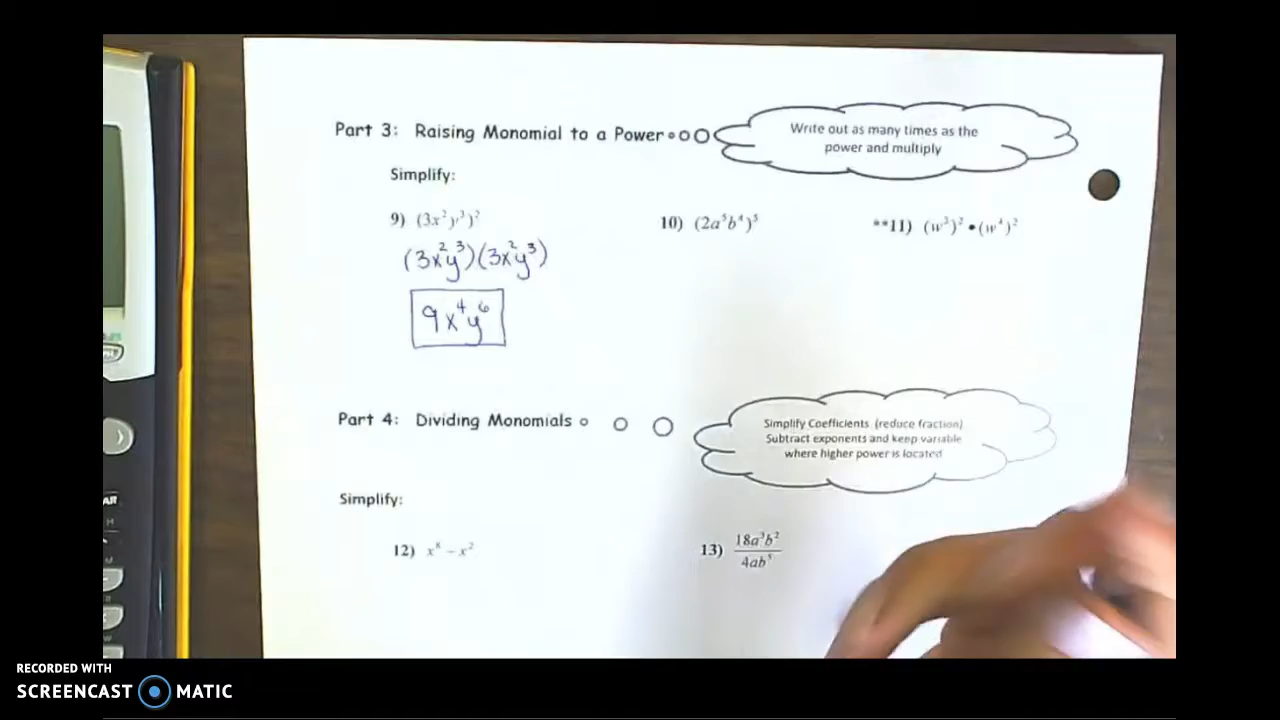 Part 3: Raising Monomial to a Power
Write out as many times as the
power and multiply
Simplify:
9) (3x²y³)²
10) (2a⁵b⁴)⁵
**11) (w³)² • (w⁴)²
(3x²y³)(3x²y³)
9x⁴y⁶
Part 4: Dividing Monomials
Simplify Coefficients (reduce fraction)
Subtract exponents and keep variable
where higher power is located
Simplify:
12) x⁸ – x²
13) 18a³b²
4ab⁵
RECORDED WITH
SCREENCAST MATIC